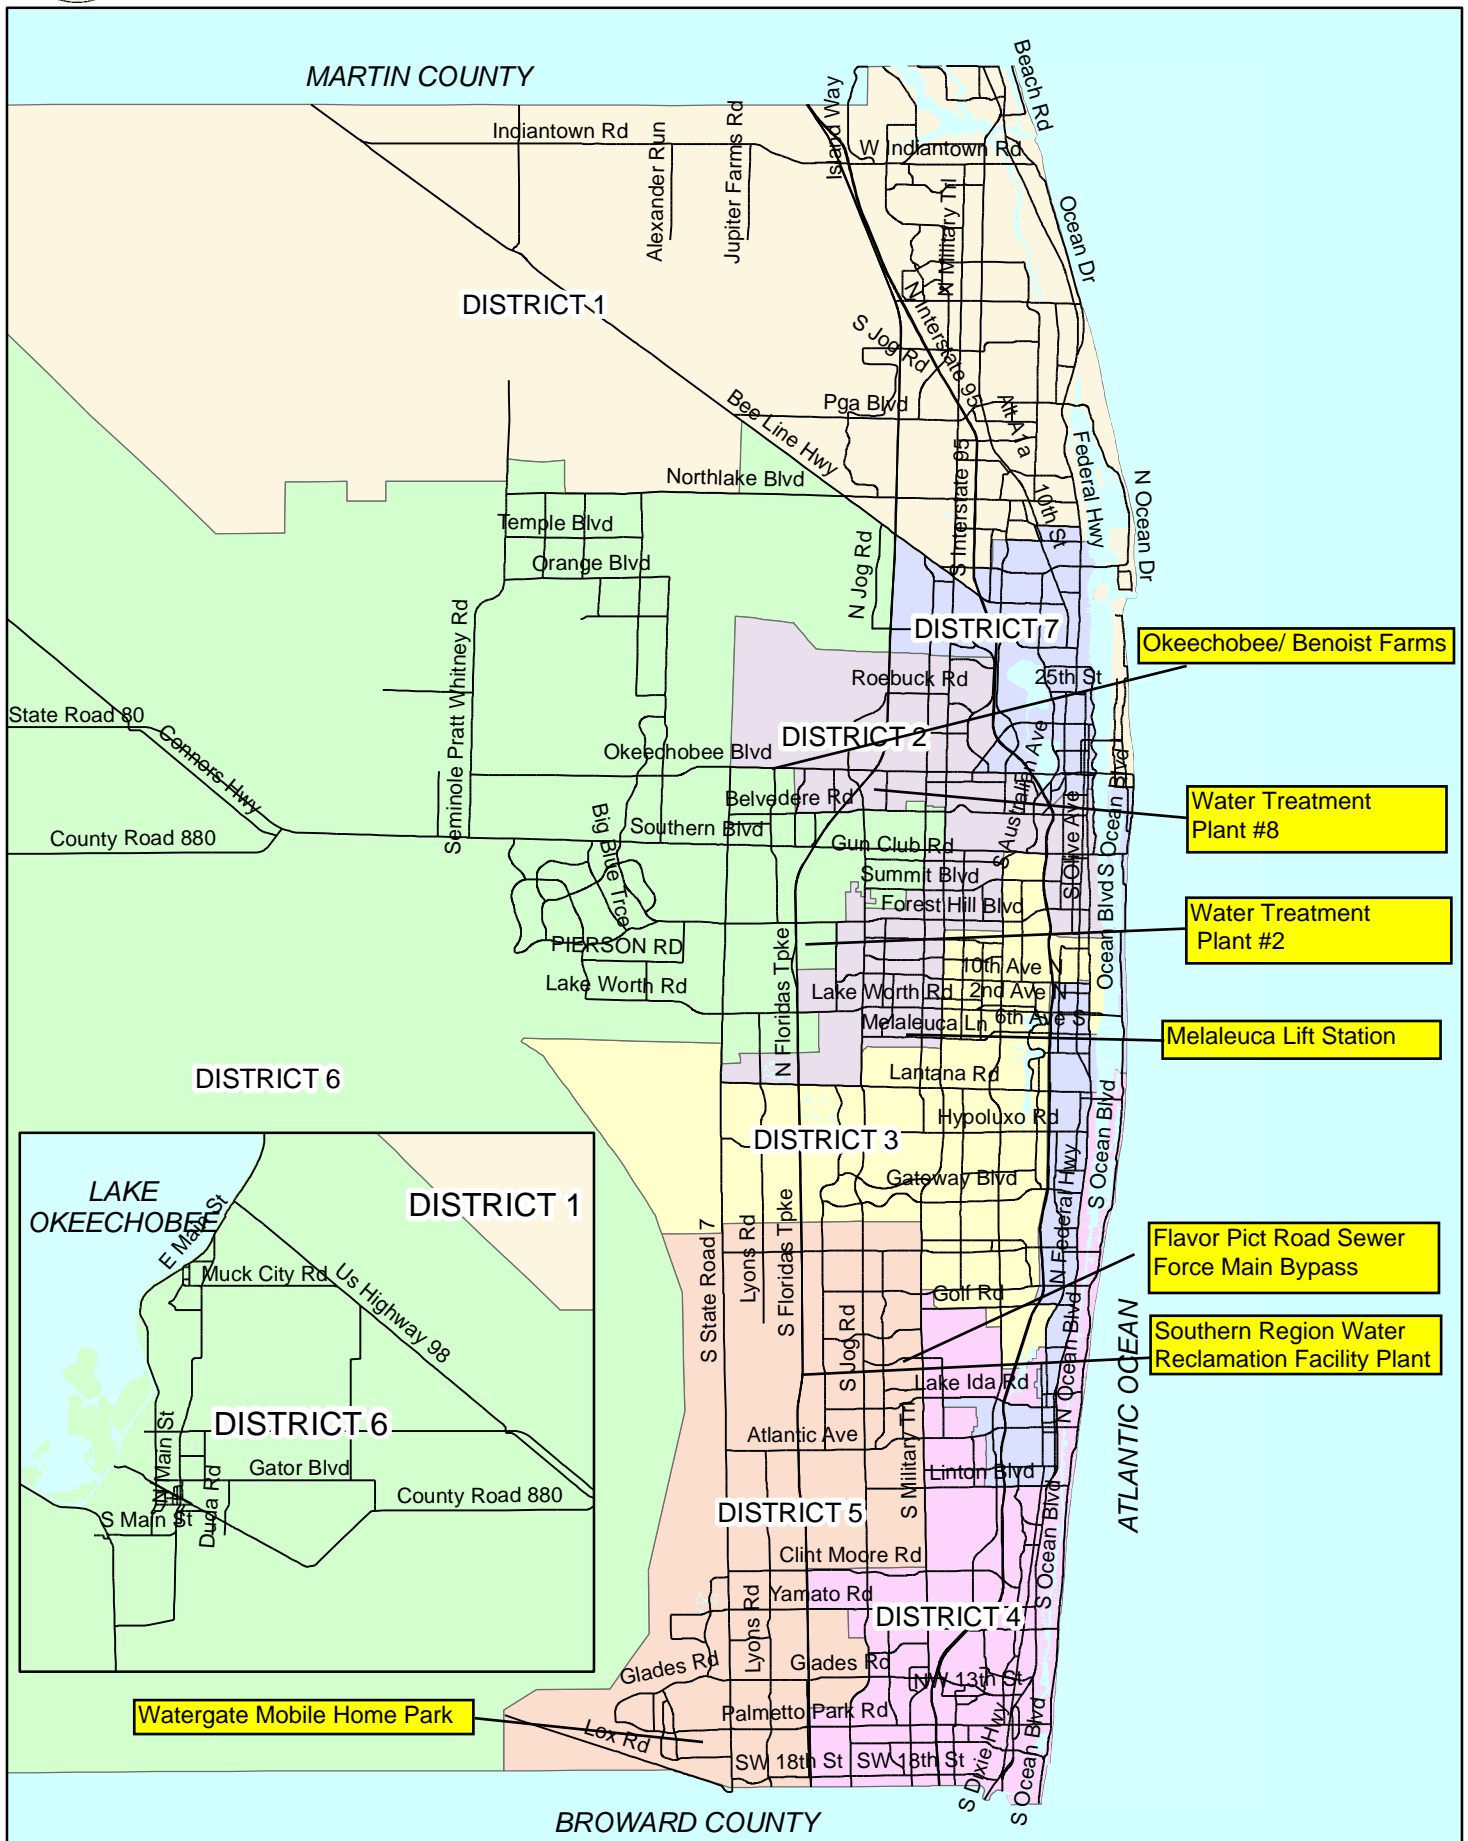 MARTIN COUNTY
Beach Rd
Island Way
Indiantown Rd
Alexander Run
Jupiter Farms Rd
W Indiantown Rd
N Military Trl
Ocean Dr
DISTRICT 1
N Interstate 95
S Jog Rd
Bee Line Hwy
Pga Blvd
Alt A1a
Federal Hwy
S Interstate 95
Northlake Blvd
10th St
N Ocean Dr
Temple Blvd
Orange Blvd
N Jog Rd
Seminole Pratt Whitney Rd
DISTRICT 7
Okeechobee/ Benoist Farms
Roebuck Rd
25th St
State Road 80
Connors Hwy
DISTRICT 2
Okeechobee Blvd
S Australian Ave
S Ocean Blvd
Belvedere Rd
S Olive Ave
Water Treatment
Plant #8
Big Blue Trce
Southern Blvd
County Road 880
Gun Club Rd
Summit Blvd
Forest Hill Blvd
Ocean Blvd
Water Treatment
Plant #2
PIERSON RD
N Floridas Tpke
10th Ave N
Lake Worth Rd
Lake Worth Rd
2nd Ave N
Melaleuca Ln
6th Ave S
Melaleuca Lift Station
DISTRICT 6
Lantana Rd
Hypoluxo Rd
S Ocean Blvd
DISTRICT 3
Gateway Blvd
LAKE
OKEECHOBEE
DISTRICT 1
E Main St
Muck City Rd
Us Highway 98
S State Road 7
Lyons Rd
S Floridas Tpke
N Federal Hwy
Flavor Pict Road Sewer
Force Main Bypass
Golf Rd
S Jog Rd
N Ocean Blvd
Southern Region Water
Reclamation Facility Plant
Lake Ida Rd
ATLANTIC OCEAN
DISTRICT 6
N Main St
Atlantic Ave
S Military Trl
Gator Blvd
Linton Blvd
County Road 880
Duda Rd
S Main St
DISTRICT 5
Clint Moore Rd
S Ocean Blvd
Yamato Rd
Lyons Rd
DISTRICT 4
Glades Rd
Glades Rd
NW 13th St
Watergate Mobile Home Park
Palmetto Park Rd
Lox Rd
SW 18th St
SW 18th St
S Dixie Hwy
S Ocean Blvd
BROWARD COUNTY